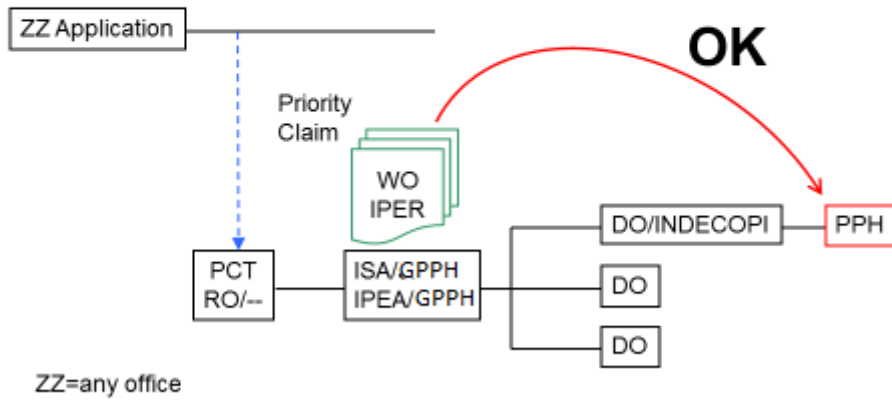 ZZ Application
OK
Priority
Claim
WO
IPER
DO/INDECOPI
PPH
PCT
RO/--
ISA/GPPH
IPEA/GPPH
DO
DO
ZZ=any office